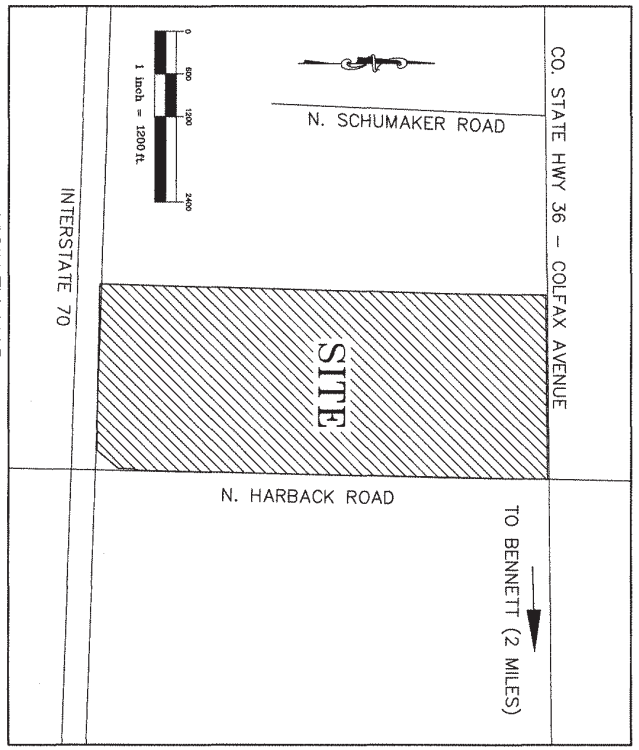 CO. STATE HWY 36 – COLFAX AVENUE
N. SCHUMAKER ROAD
0 600 1200 2400
1 inch = 1200 ft.
INTERSTATE 70
SITE
N. HARBACK ROAD
TO BENNETT (2 MILES)